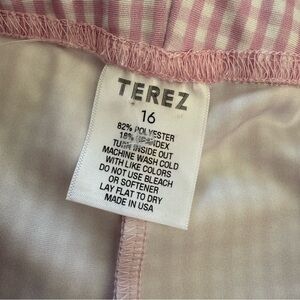 TEREZ
16
82% POLYESTER
18% SPANDEX
TURN INSIDE OUT
MACHINE WASH COLD
WITH LIKE COLORS
DO NOT USE BLEACH
OR SOFTENER
LAY FLAT TO DRY
MADE IN USA